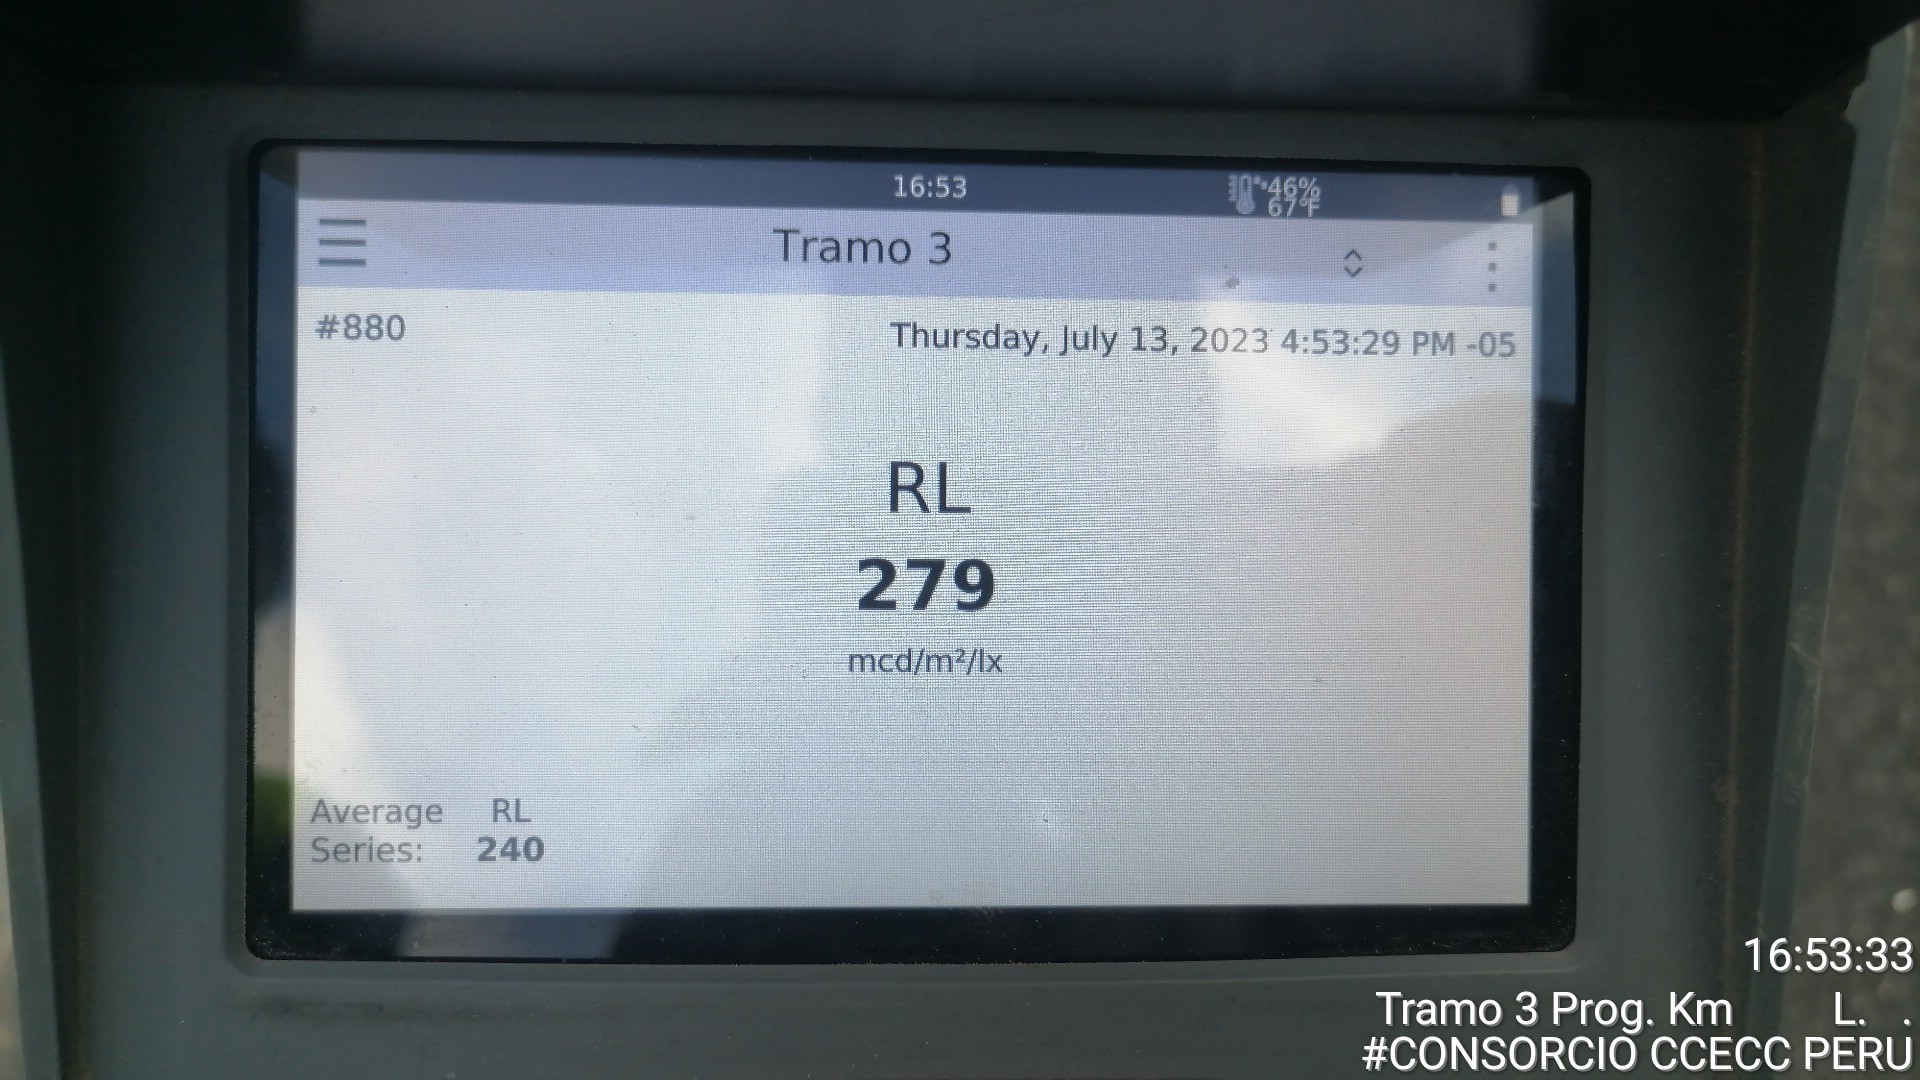 16:53
46%
67°F
Tramo 3
#880
Thursday, July 13, 2023 4:53:29 PM -05
RL
279
mcd/m²/lx
Average RL
Series: 240
16:53:33
Tramo 3 Prog. Km L. .
#CONSORCIO CCECC PERU